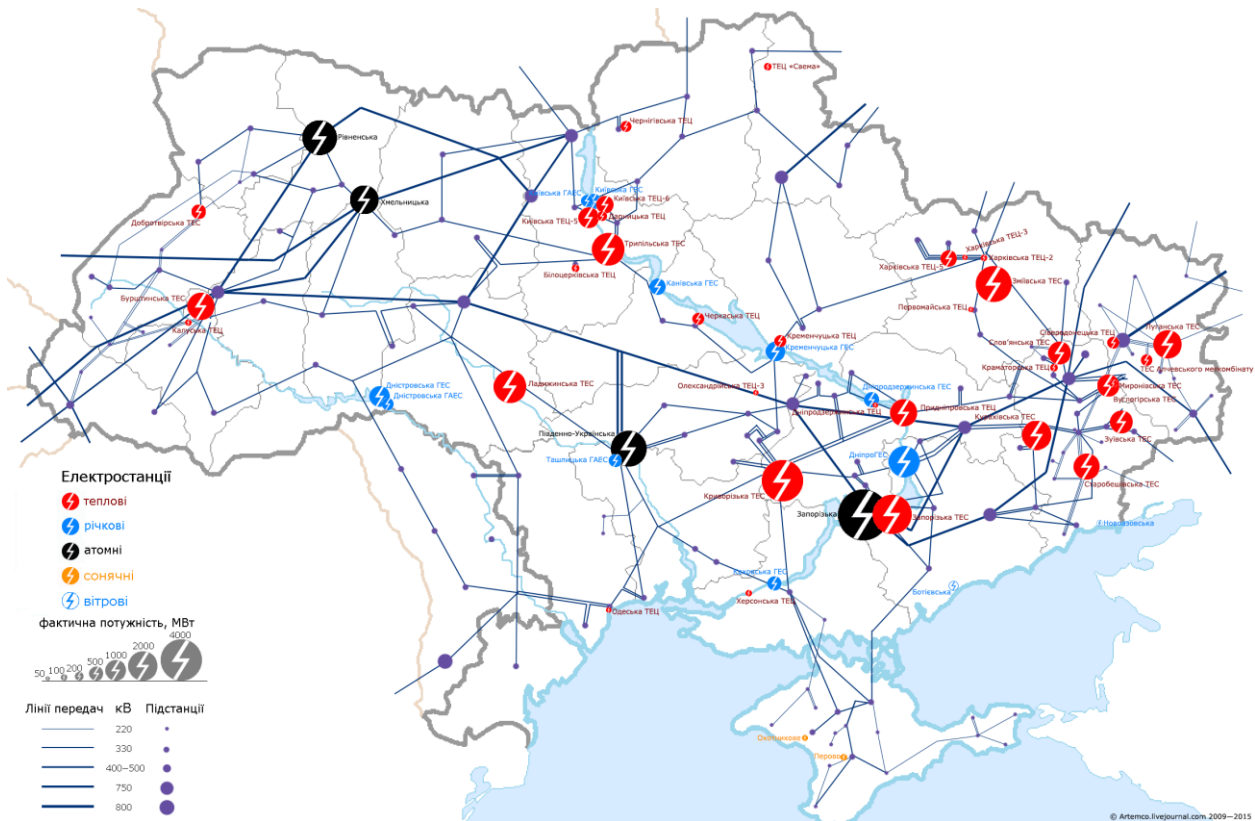 ТЕЦ «Свема»
Чернігівська ТЕЦ
Рівненська
Київська ГЕС
Хмельницька
Київська ТЕЦ-6
Добротвірська ТЕС
Київська ТЕЦ-5
Дарницька ТЕЦ
Трипільська ТЕС
Харківська ТЕЦ-3
Харківська ТЕЦ-2
Харківська ТЕЦ-5
Білоцерківська ТЕЦ
Зміївська ТЕС
Канівська ГЕС
Бурштинська ТЕС
Первомайська ТЕЦ
Черкаська ТЕЦ
Калуська ТЕЦ
Кременчуцька ТЕЦ
Сєвєродонецька ТЕЦ
Луганська ТЕС
Кременчуцька ГЕС
Слов'янська ТЕС
ТЕС Алчевського меткомбінату
Краматорська ТЕЦ
Ладижинська ТЕС
Олександрійська ТЕЦ-3
Дніпродзержинська ГЕС
Миронівська ТЕС
Дністровська ГЕС
Дністровська ГАЕС
Вуглегірська ТЕС
Дніпродзержинська ТЕЦ
Придніпровська ТЕЦ
Курахівська ТЕС
Південно-Українська
Зуївська ТЕС
Ташлицька ГАЕС
ДніпроГЕС
Старобешівська ТЕС
Криворізька ТЕС
Запорізька
Запорізька ТЕС
Новоазовська
Каховська ГЕС
Ботієвська
Херсонська ТЕЦ
Одеська ТЕЦ
Охотникове
Перово
Електростанції
теплові
річкові
атомні
сонячні
вітрові
фактична потужність, МВт
50 100 200 500 1000 2000 4000
Лінії передач кВ Підстанції
220
330
400—500
750
800
© Artemco.livejournal.com 2009—2015